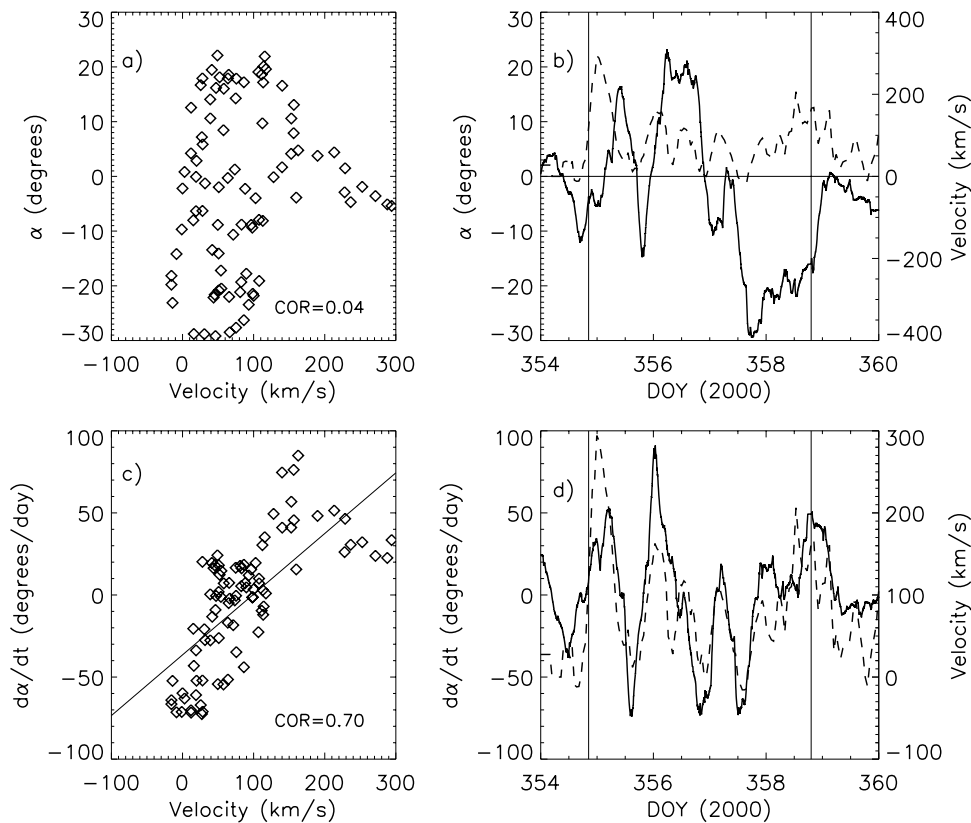 a)
30
20
10
0
-10
-20
-30
α (degrees)
COR=0.04
-100 0 100 200 300
Velocity (km/s)
b)
30
20
10
0
-10
-20
-30
α (degrees)
400
200
0
-200
-400
Velocity (km/s)
354 356 358 360
DOY (2000)
c)
100
50
0
-50
-100
dα/dt (degrees/day)
COR=0.70
-100 0 100 200 300
Velocity (km/s)
d)
100
50
0
-50
-100
dα/dt (degrees/day)
300
200
100
0
-100
Velocity (km/s)
354 356 358 360
DOY (2000)